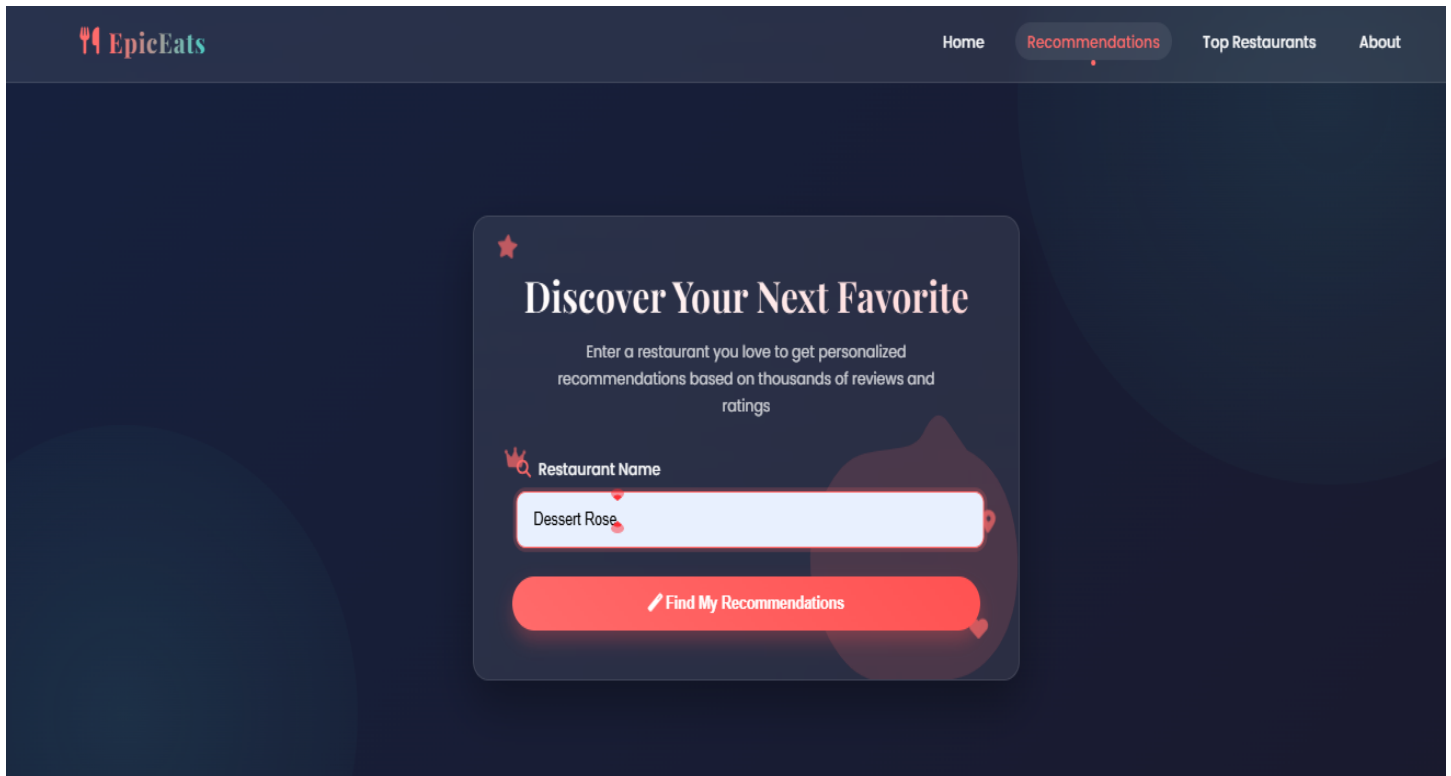 EpicEats
Home Recommendations Top Restaurants About
Discover Your Next Favorite
Enter a restaurant you love to get personalized
recommendations based on thousands of reviews and
ratings
Restaurant Name
Dessert Rose
Find My Recommendations